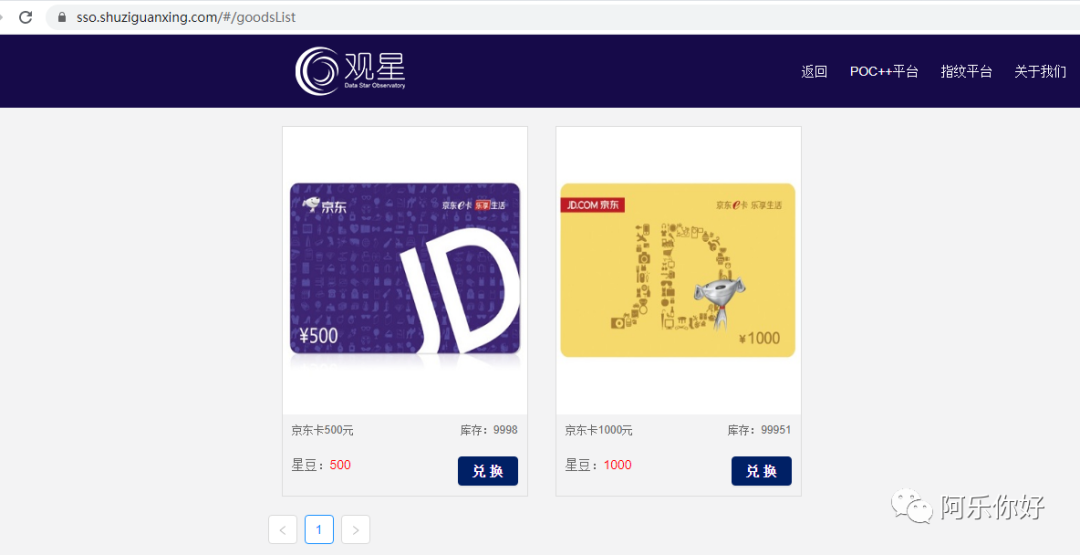 sso.shuziguanxing.com/#/goodsList
观星
Data Star Observatory
返回 POC++平台 指纹平台 关于我们
京东
京东e卡 乐享生活
JD
¥500
JD.COM 京东
京东e卡 乐享生活
JD
¥1000
京东卡500元 库存：9998
星豆：500 兑 换
京东卡1000元 库存：99951
星豆：1000 兑 换
< 1 >
阿乐你好